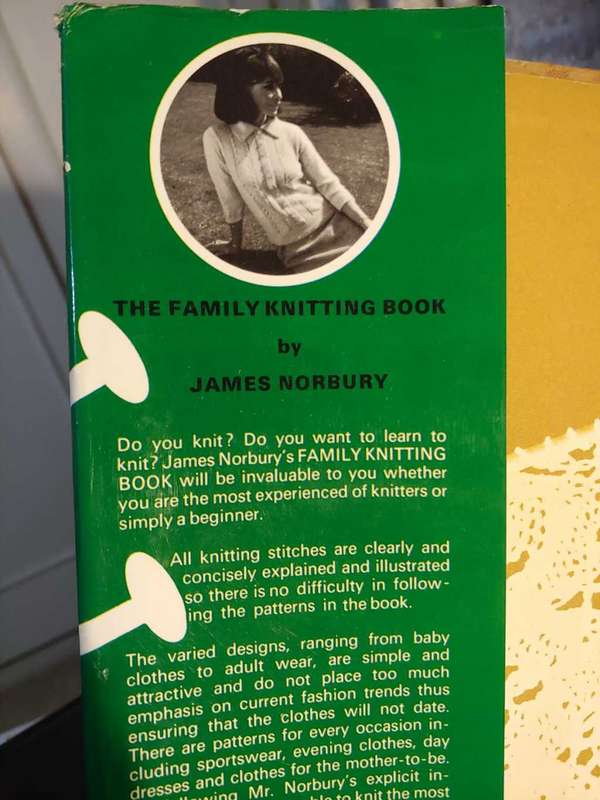 THE FAMILY KNITTING BOOK
by
JAMES NORBURY
Do you knit? Do you want to learn to
knit? James Norbury's FAMILY KNITTING
BOOK will be invaluable to you whether
you are the most experienced of knitters or
simply a beginner.
All knitting stitches are clearly and
concisely explained and illustrated
so there is no difficulty in follow-
ing the patterns in the book.
The varied designs, ranging from baby
clothes to adult wear, are simple and
attractive and do not place too much
emphasis on current fashion trends thus
ensuring that the clothes will not date.
There are patterns for every occasion in-
cluding sportswear, evening clothes, day
dresses and clothes for the mother-to-be.
Mr. Norbury's explicit in-
to knit the most